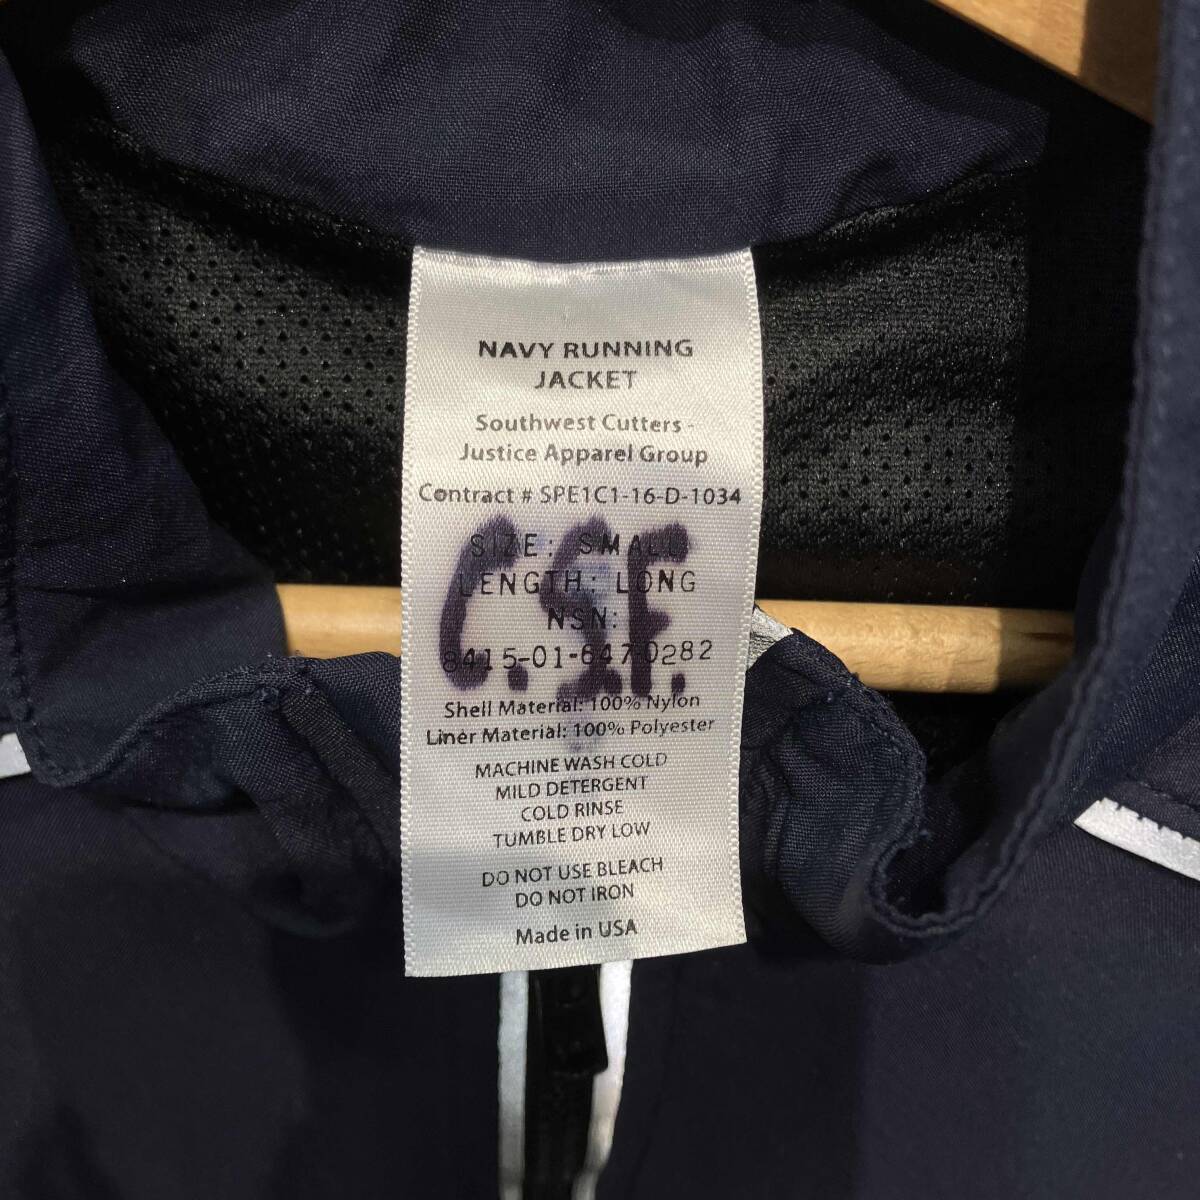 NAVY RUNNING
JACKET
Southwest Cutters -
Justice Apparel Group
Contract # SPE1C1-16-D-1034
SIZE: SMALL
LENGTH: LONG
NSN:
8415-01-647 0282
C.S.F.
Shell Material: 100% Nylon
Liner Material: 100% Polyester
MACHINE WASH COLD
MILD DETERGENT
COLD RINSE
TUMBLE DRY LOW
DO NOT USE BLEACH
DO NOT IRON
Made in USA